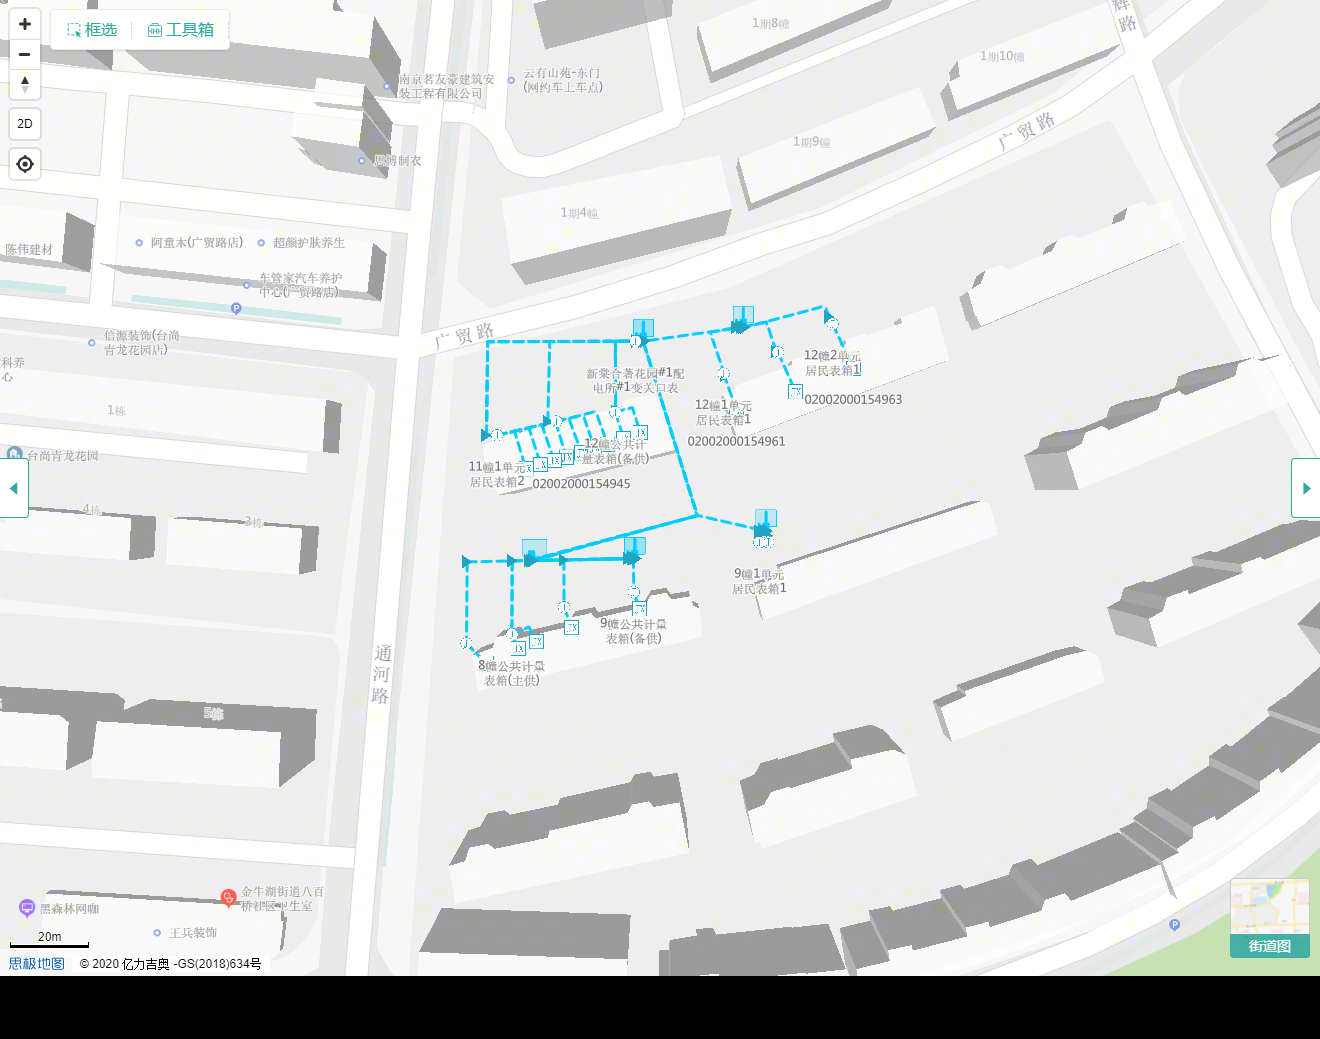 框选
工具箱
2D
1期8幢
1期10幢
辉路
南京茗友豪建筑安
装工程有限公司
云有山苑-东门
(网约车上车点)
广贸路
1期9幢
思博制衣
1期4幢
陈伟建材
阿童木(广贸路店)
超颜护肤养生
车管家汽车养护
中心(广贸路店)
信源装饰(台尚
青龙花园店)
广贸路
科养
心
新棠合著花园#1配
电所#1变关口表
12幢2单元
居民表箱1
02002000154963
12幢1单元
居民表箱1
02002000154961
1栋
12幢公共计
量表箱(备供)
台尚青龙花园
11幢1单元
居民表箱2
02002000154945
4栋
3栋
9幢1单元
居民表箱1
9幢公共计量
表箱(备供)
8幢公共计量
表箱(主供)
通河路
5栋
金牛湖街道八百
桥社区卫生室
黑森林网咖
王兵装饰
20m
思极地图
© 2020 亿力吉奥 -GS(2018)634号
街道图